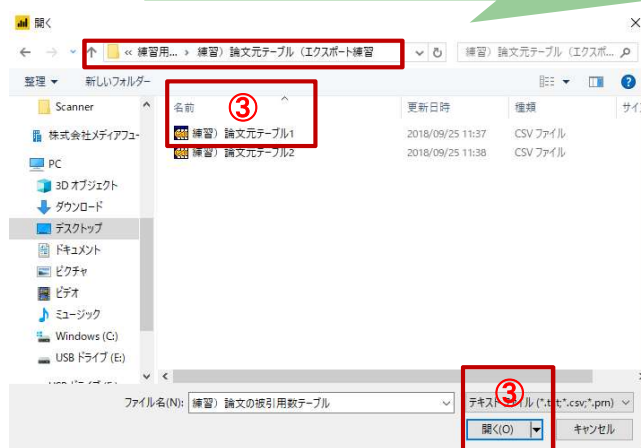 開く
« 練習用... › 練習）論文元テーブル（エクスポート練習
練習）論文元テーブル（エクスポ...
整理 新しいフォルダー
Scanner
株式会社メディアフュ-
PC
3D オブジェクト
ダウンロード
デスクトップ
ドキュメント
ピクチャ
ビデオ
ミュージック
Windows (C:)
USB ドライブ (E:)
名前 ③ 更新日時 種類 サイ
練習）論文元テーブル1 2018/09/25 11:37 CSV ファイル
練習）論文元テーブル2 2018/09/25 11:38 CSV ファイル
ファイル名(N): 練習）論文の被引用数テーブル
③
開く(O) キャンセル